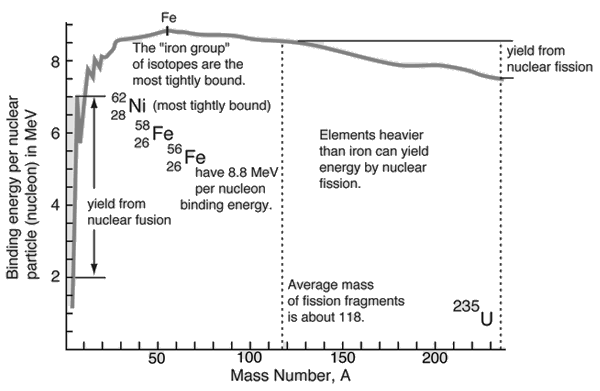 Fe
The "iron group"
of isotopes are the
most tightly bound.
62
28 Ni (most tightly bound)
58
26 Fe
56
26 Fe
have 8.8 MeV
per nucleon
binding energy.
yield from
nuclear fusion
yield from
nuclear fission
Elements heavier
than iron can yield
energy by nuclear
fission.
Average mass
of fission fragments
is about 118.
235 U
Binding energy per nuclear
particle (nucleon) in MeV
8
6
4
2
50
100
150
200
Mass Number, A